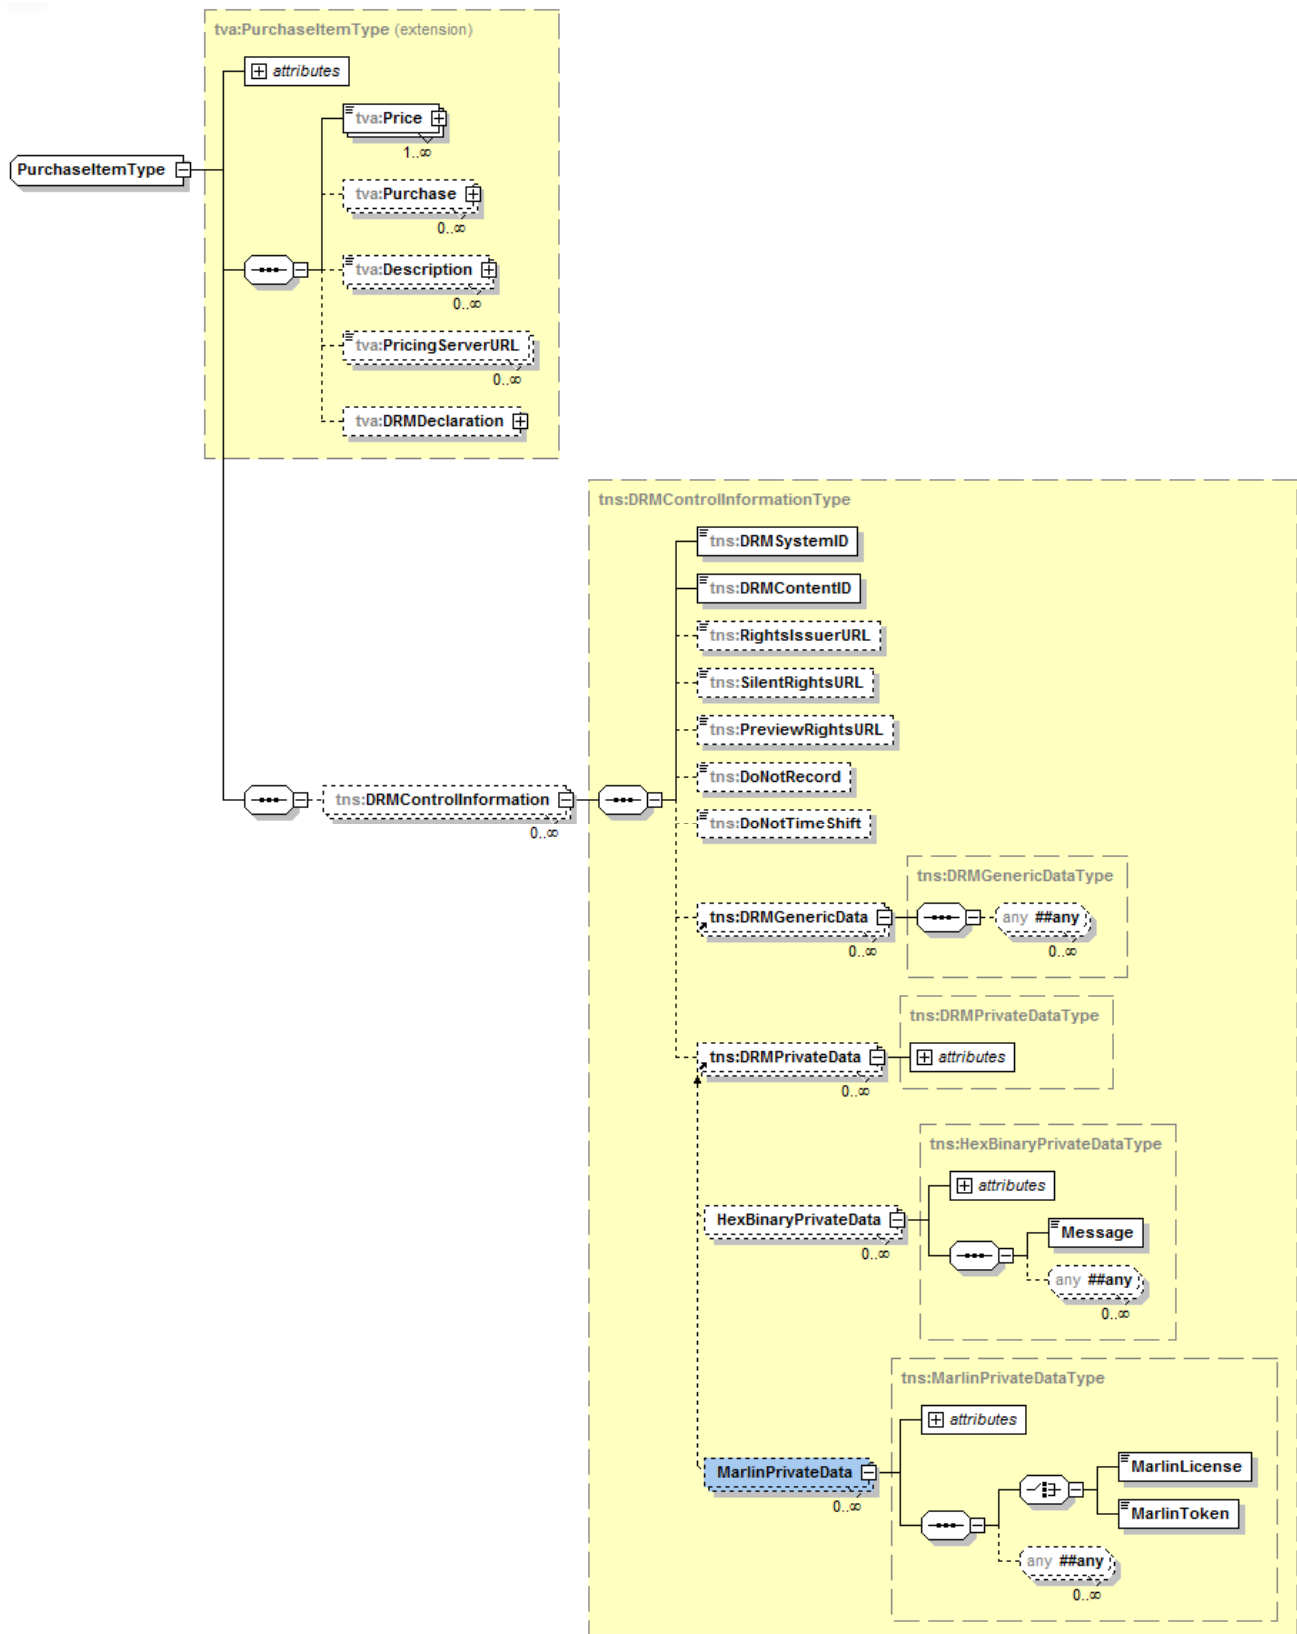 tva:PurchaseItemType (extension)
attributes
tva:Price
1..∞
PurchaseItemType
tva:Purchase
0..∞
tva:Description
0..∞
tva:PricingServerURL
0..∞
tva:DRMDeclaration
tns:DRMControlInformationType
tns:DRMSystemID
tns:DRMContentID
tns:RightsIssuerURL
tns:SilentRightsURL
tns:PreviewRightsURL
tns:DoNotRecord
tns:DRMControlInformation
0..∞
tns:DoNotTimeShift
tns:DRMGenericDataType
tns:DRMGenericData
0..∞
any ##any
0..∞
tns:DRMPrivateDataType
tns:DRMPrivateData
0..∞
attributes
tns:HexBinaryPrivateDataType
attributes
HexBinaryPrivateData
0..∞
Message
any ##any
0..∞
tns:MarlinPrivateDataType
attributes
MarlinPrivateData
0..∞
MarlinLicense
MarlinToken
any ##any
0..∞